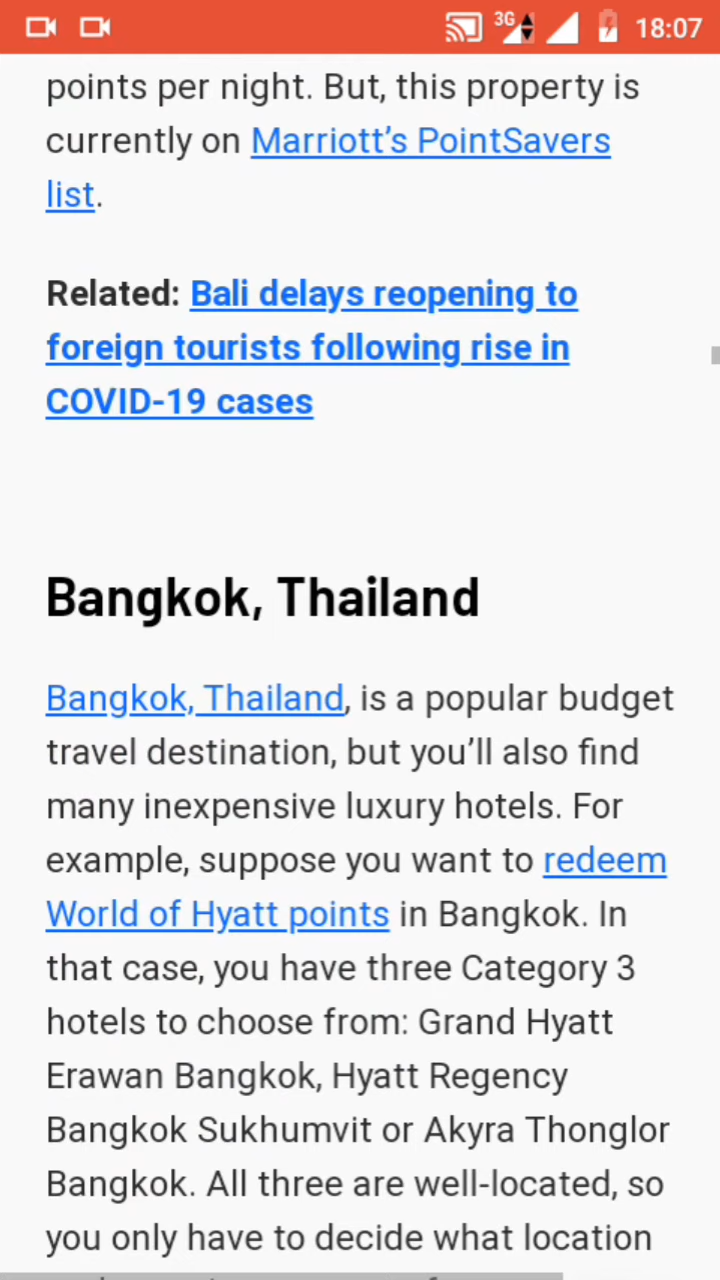 3G 18:07
points per night. But, this property is
currently on Marriott’s PointSavers
list.
Related: Bali delays reopening to
foreign tourists following rise in
COVID-19 cases
Bangkok, Thailand
Bangkok, Thailand, is a popular budget
travel destination, but you’ll also find
many inexpensive luxury hotels. For
example, suppose you want to redeem
World of Hyatt points in Bangkok. In
that case, you have three Category 3
hotels to choose from: Grand Hyatt
Erawan Bangkok, Hyatt Regency
Bangkok Sukhumvit or Akyra Thonglor
Bangkok. All three are well-located, so
you only have to decide what location